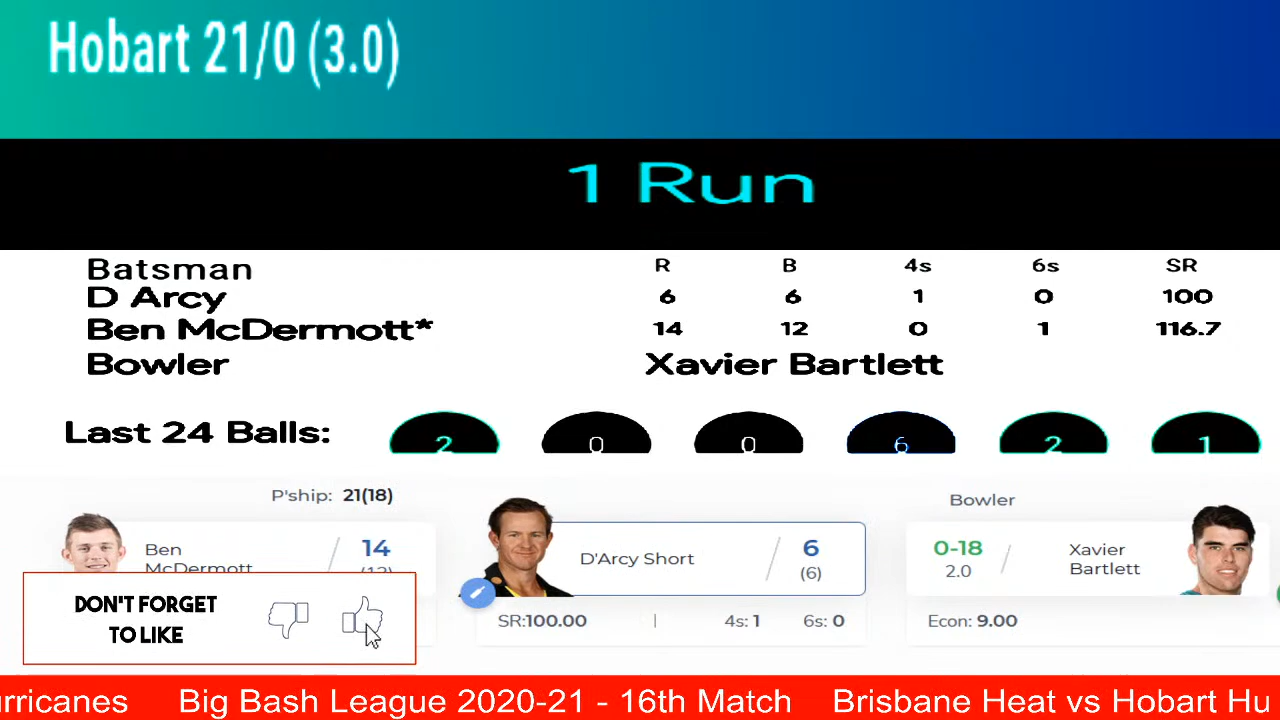 Hobart 21/0 (3.0)
1 Run
Batsman R B 4s 6s SR
D Arcy 6 6 1 0 100
Ben McDermott* 14 12 0 1 116.7
Bowler Xavier Bartlett
Last 24 Balls: 2 0 0 6 2 1
P'ship: 21(18)
Bowler
Ben
McDermott
14
D'Arcy Short
6
(6)
0-18
2.0
Xavier
Bartlett
DON'T FORGET
TO LIKE
SR:100.00 4s: 1 6s: 0
Econ: 9.00
urricanes Big Bash League 2020-21 - 16th Match Brisbane Heat vs Hobart Hu